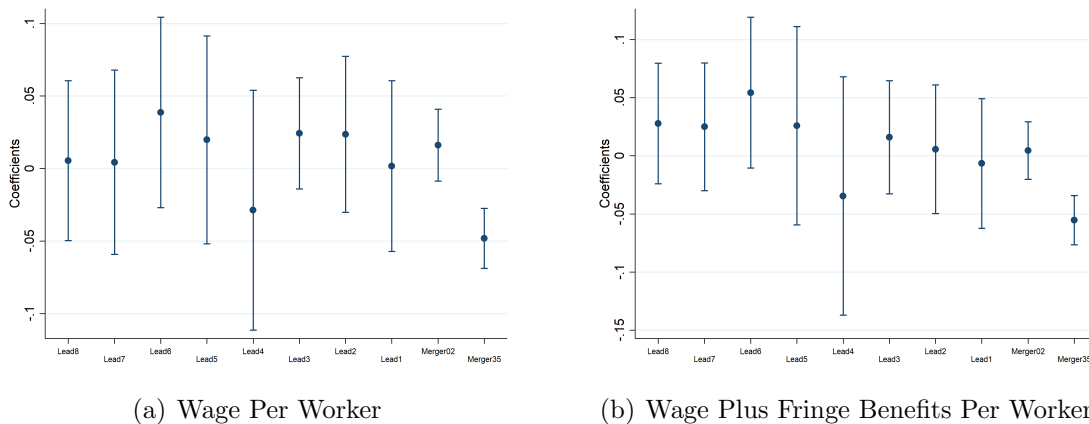 .1
.05
0
-.05
-.1
Coefficients
Lead8 Lead7 Lead6 Lead5 Lead4 Lead3 Lead2 Lead1 Merger02 Merger35
(a) Wage Per Worker
.1
.05
0
-.05
-.1
-.15
Coefficients
Lead8 Lead7 Lead6 Lead5 Lead4 Lead3 Lead2 Lead1 Merger02 Merger35
(b) Wage Plus Fringe Benefits Per Worker